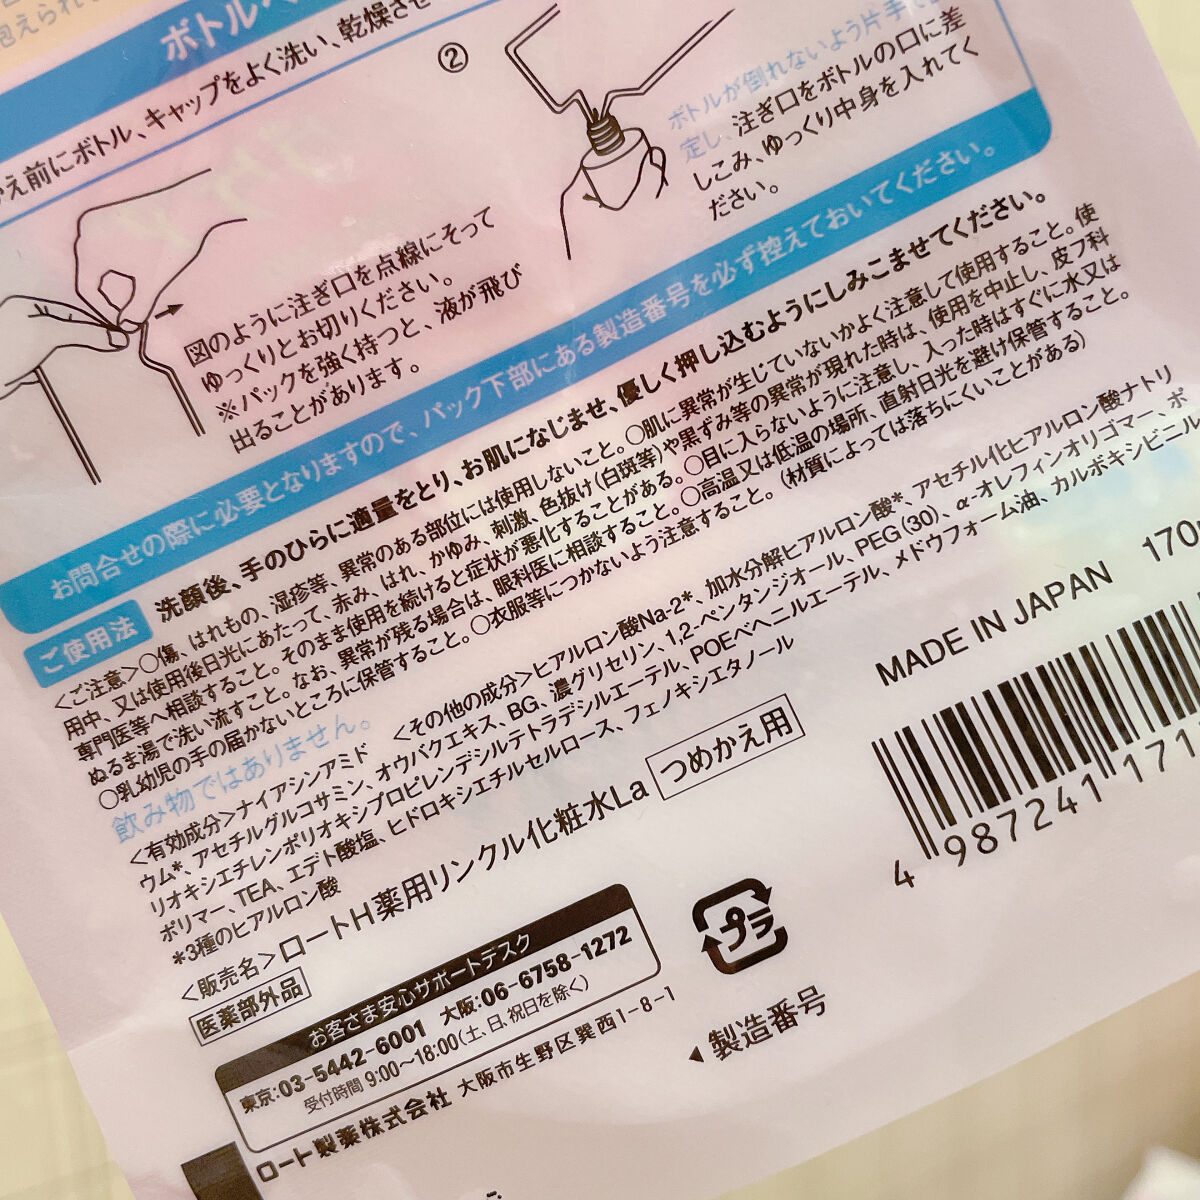 抱えられ
ボトル
かえ前にボトル、キャップをよく洗い、乾燥させ
②
ボトルが倒れないよう片手で
定し、注ぎ口をボトルの口に差
しこみ、ゆっくり中身を入れてく
ださい。
図のように注ぎ口を点線にそって
ゆっくりとお切りください。
※パックを強く持つと、液が飛び
出ることがあります。
お問合せの際に必要となりますので、パック下部にある製造番号を必ず控えておいてください。
ご使用法 洗顔後、手のひらに適量をとり、お肌になじませ、優しく押し込むようにしみこませてください。
<ご注意>○傷、はれもの、湿疹等、異常のある部位には使用しないこと。○肌に異常が生じていないかよく注意して使用すること。使
用中、又は使用後日光にあたって、赤み、はれ、かゆみ、刺激、色抜け(白斑等)や黒ずみ等の異常が現れた時は、使用を中止し、皮フ科
専門医等へ相談すること。そのまま使用を続けると症状が悪化することがある。○目に入らないように注意し、入った時はすぐに水又は
ぬるま湯で洗い流すこと。なお、異常が残る場合は、眼科医に相談すること。○高温又は低温の場所、直射日光を避け保管すること。
○乳幼児の手の届かないところに保管すること。○衣服等につかないよう注意すること。(材質によっては落ちにくいことがある)
飲み物ではありません。
<有効成分>ナイアシンアミド <その他の成分>ヒアルロン酸Na-2*、加水分解ヒアルロン酸*、アセチル化ヒアルロン酸ナトリ
ウム*、アセチルグルコサミン、オウバクエキス、BG、濃グリセリン、1,2-ペンタンジオール、PEG(30)、α-オレフィンオリゴマー、ポ
リオキシエチレンポリオキシプロピレンデシルテトラデシルエーテル、POEベヘニルエーテル、メドウフォーム油、カルボキシビニル
ポリマー、TEA、エデト酸塩、ヒドロキシエチルセルロース、フェノキシエタノール
*3種のヒアルロン酸
<販売名>ロートH薬用リンクル化粧水La つめかえ用
医薬部外品
MADE IN JAPAN 170
4 987241 171
お客さま安心サポートデスク
東京:03-5442-6001 大阪:06-6758-1272
受付時間 9:00〜18:00(土、日、祝日を除く)
ロート製薬株式会社 大阪市生野区巽西1-8-1
プラ
◀製造番号